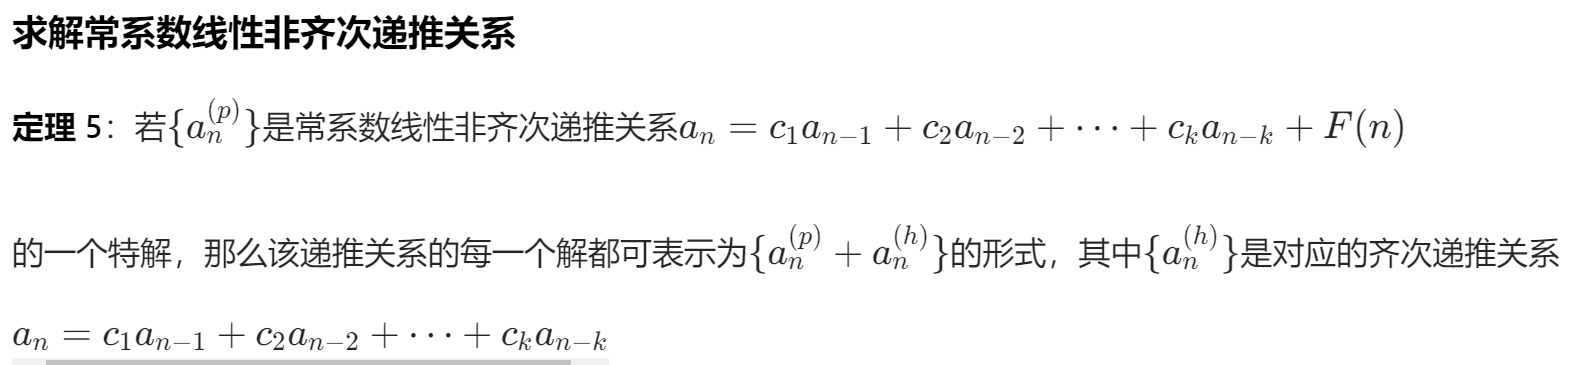 求解常系数线性非齐次递推关系
定理 5：若{a_n^{(p)}}是常系数线性非齐次递推关系a_n = c_1a_{n−1} + c_2a_{n−2} + ⋯ + c_ka_{n−k} + F(n)
的一个特解，那么该递推关系的每一个解都可表示为{a_n^{(p)} + a_n^{(h)}}的形式，其中{a_n^{(h)}}是对应的齐次递推关系
a_n = c_1a_{n−1} + c_2a_{n−2} + ⋯ + c_ka_{n−k}